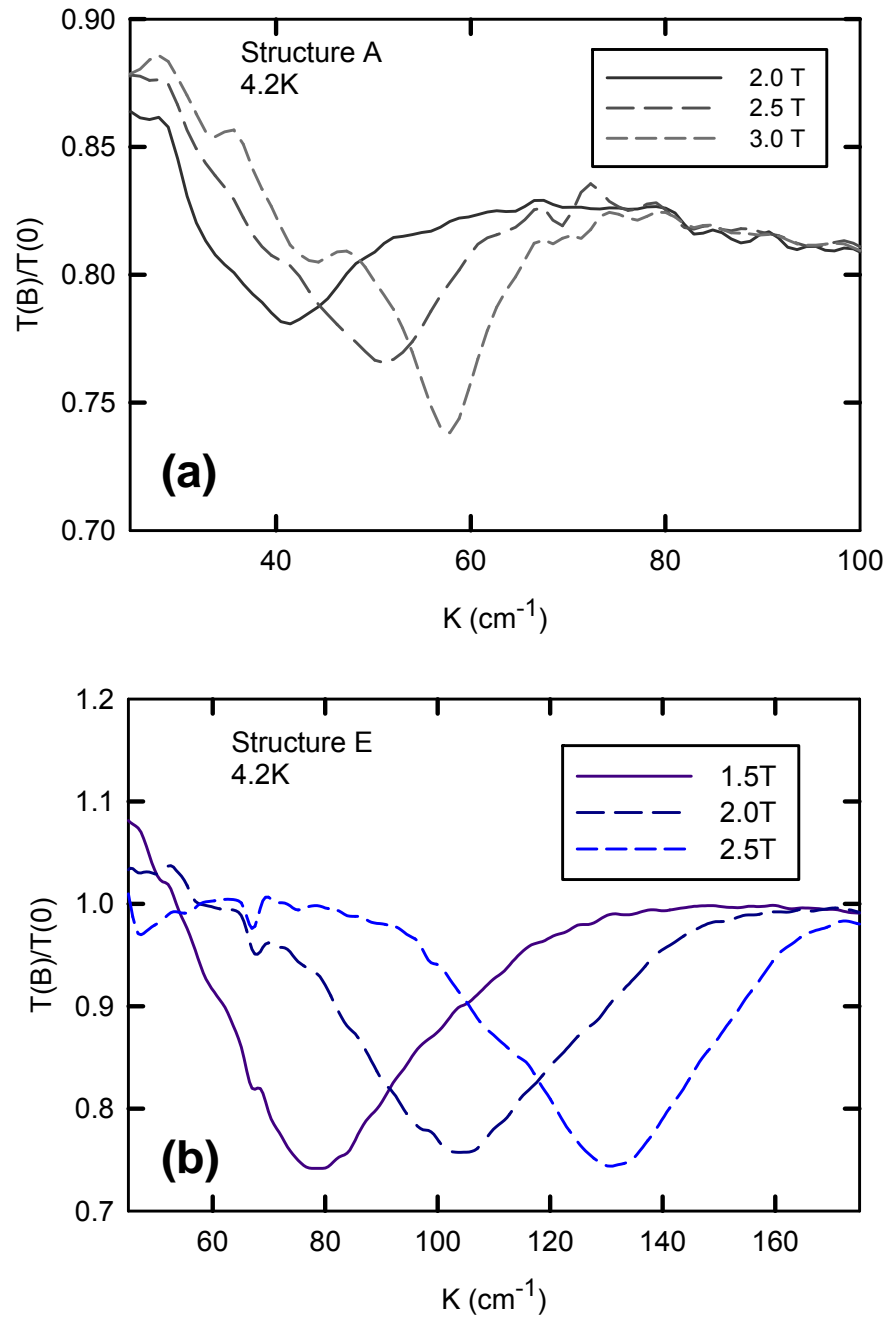 0.90
Structure A
4.2K
2.0 T
2.5 T
3.0 T
0.85
0.80
T(B)/T(0)
0.75
(a)
0.70
40 60 80 100
K (cm⁻¹)
1.2
Structure E
4.2K
1.5T
2.0T
2.5T
1.1
1.0
T(B)/T(0)
0.9
0.8
(b)
0.7
60 80 100 120 140 160
K (cm⁻¹)